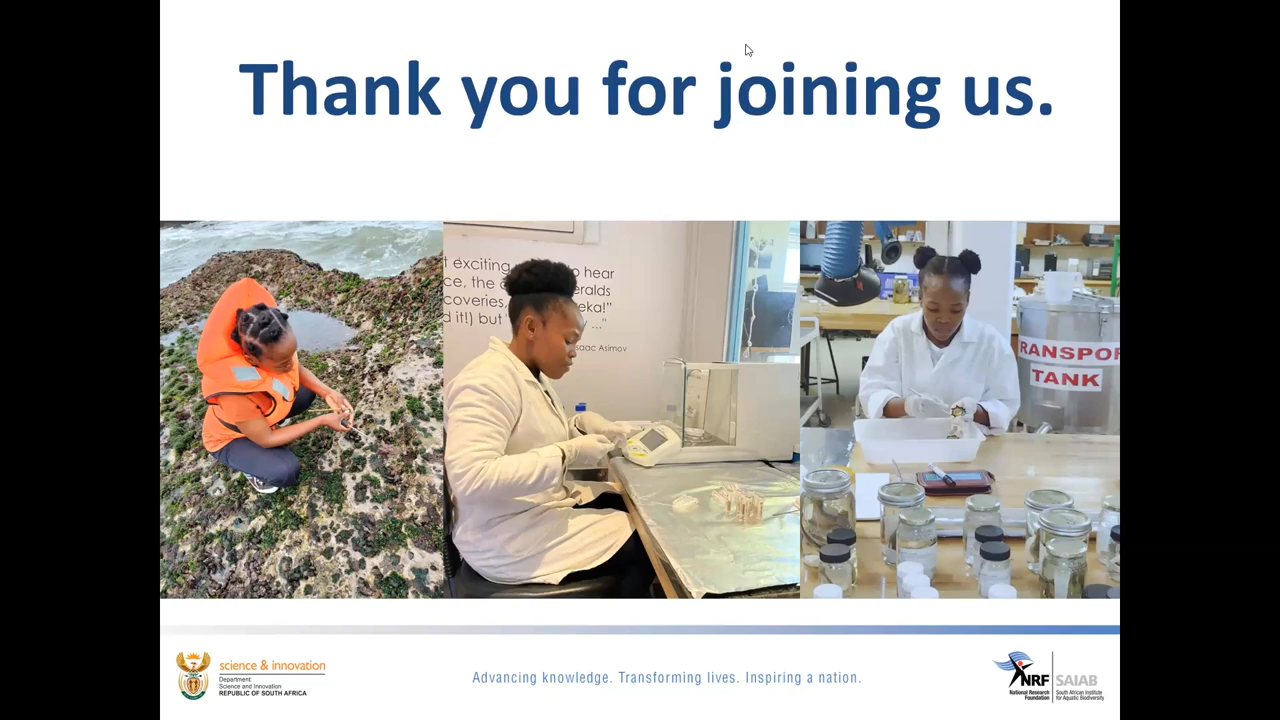 Thank you for joining us.
t exciting
o hear
ce, the
eralds
coveries
eka!"
d it!) but
..."
saac Asimov
RANSPOR
TANK
science & innovation
Department:
Science and Innovation
REPUBLIC OF SOUTH AFRICA
Advancing knowledge. Transforming lives. Inspiring a nation.
NRF
National Research
Foundation
SAIAB
South African Institute
for Aquatic Biodiversity